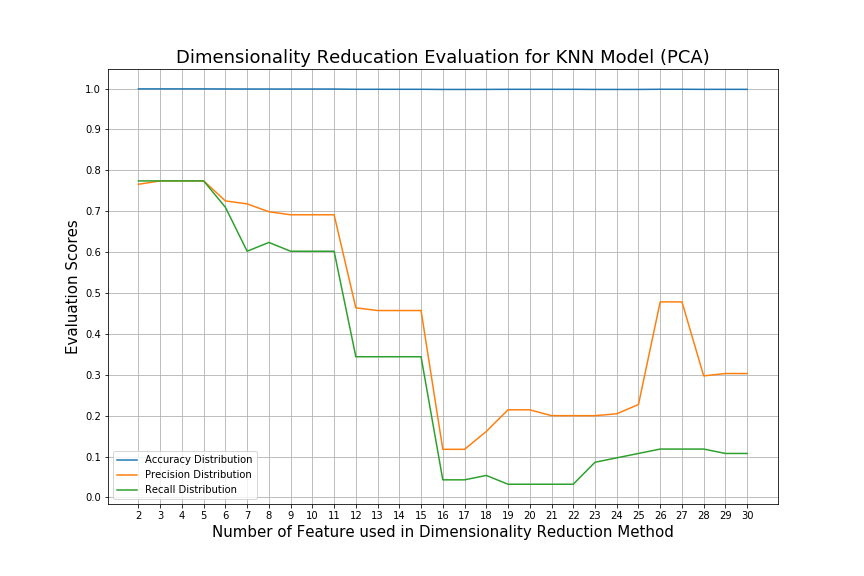 Dimensionality Reducation Evaluation for KNN Model (PCA)
Evaluation Scores
1.0
0.9
0.8
0.7
0.6
0.5
0.4
0.3
0.2
0.1
0.0
Accuracy Distribution
Precision Distribution
Recall Distribution
2 3 4 5 6 7 8 9 10 11 12 13 14 15 16 17 18 19 20 21 22 23 24 25 26 27 28 29 30
Number of Feature used in Dimensionality Reduction Method